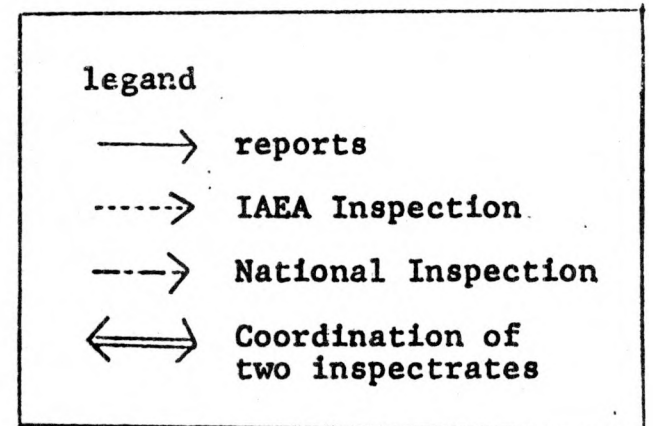 legand
reports
IAEA Inspection
National Inspection
Coordination of
two inspectrates